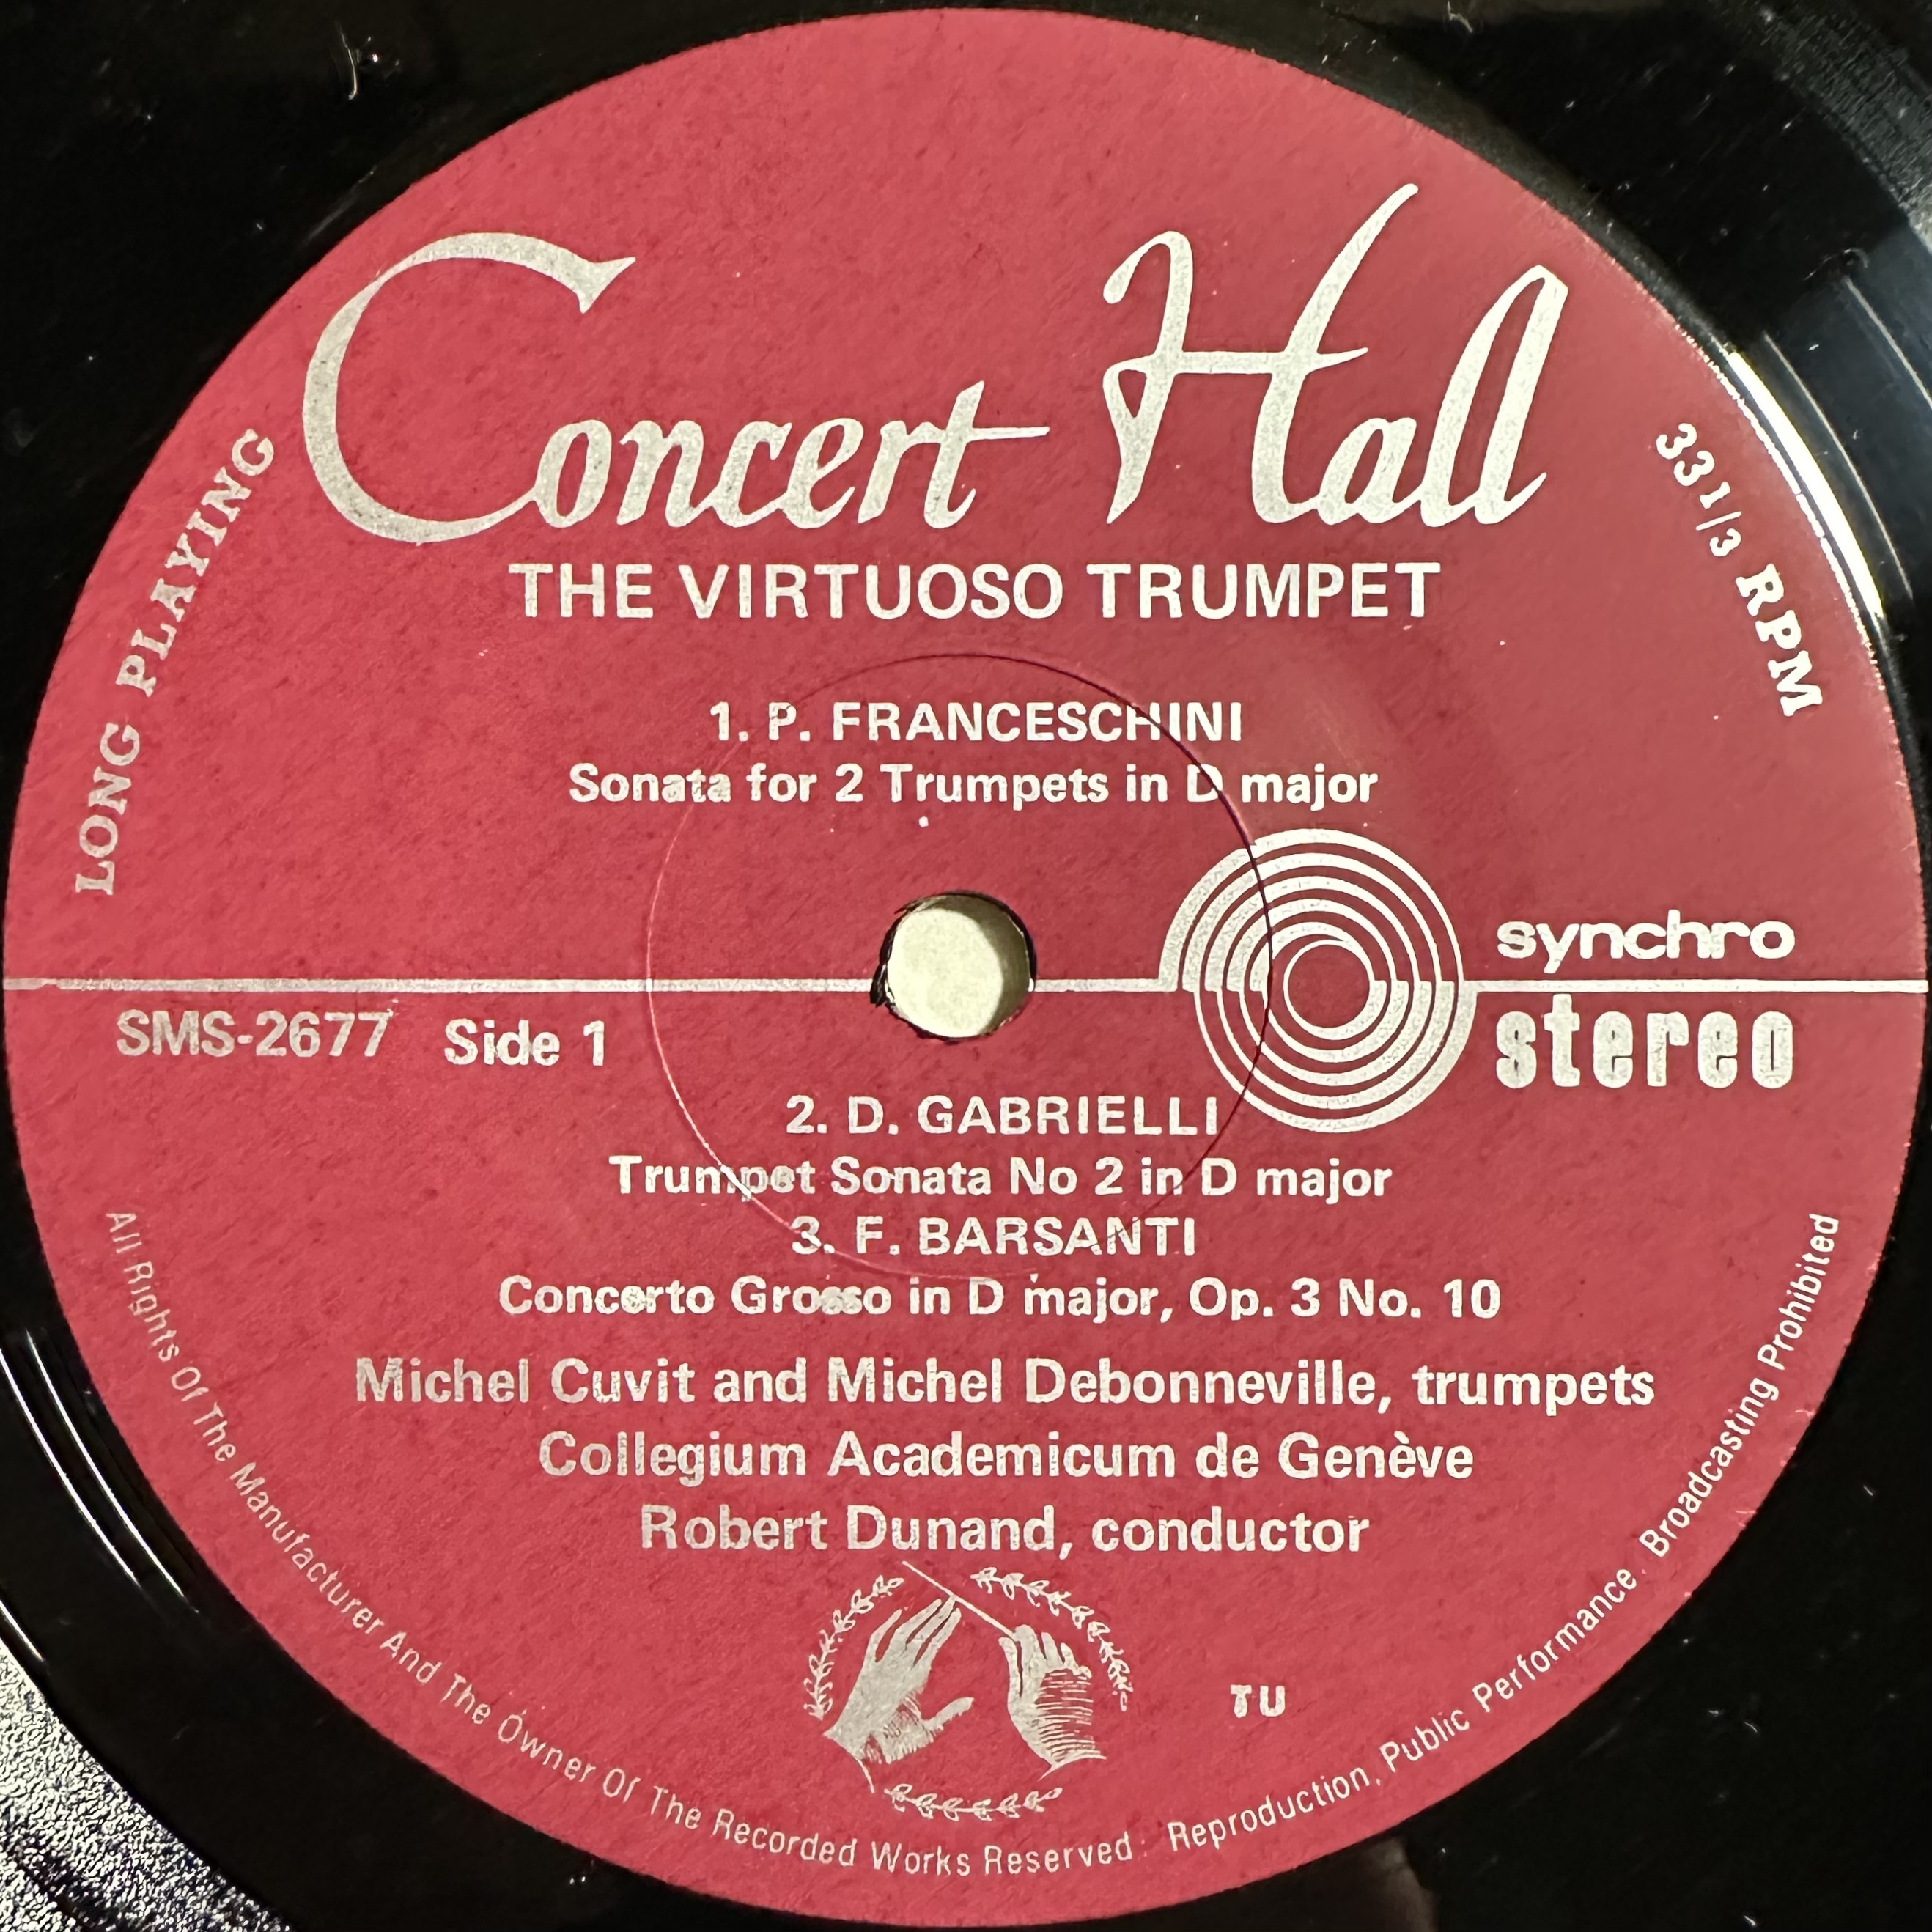 Concert Hall
THE VIRTUOSO TRUMPET
LONG PLAYING
33 1/3 RPM
1. P. FRANCESCHINI
Sonata for 2 Trumpets in D major
synchro
stereo
SMS-2677 Side 1
2. D. GABRIELLI
Trumpet Sonata No 2 in D major
3. F. BARSANTI
Concerto Grosso in D major, Op. 3 No. 10
Michel Cuvit and Michel Debonneville, trumpets
Collegium Academicum de Genève
Robert Dunand, conductor
TU
All Rights Of The Manufacturer And The Owner Of The Recorded Works Reserved: Reproduction, Public Performance Broadcasting Prohibited